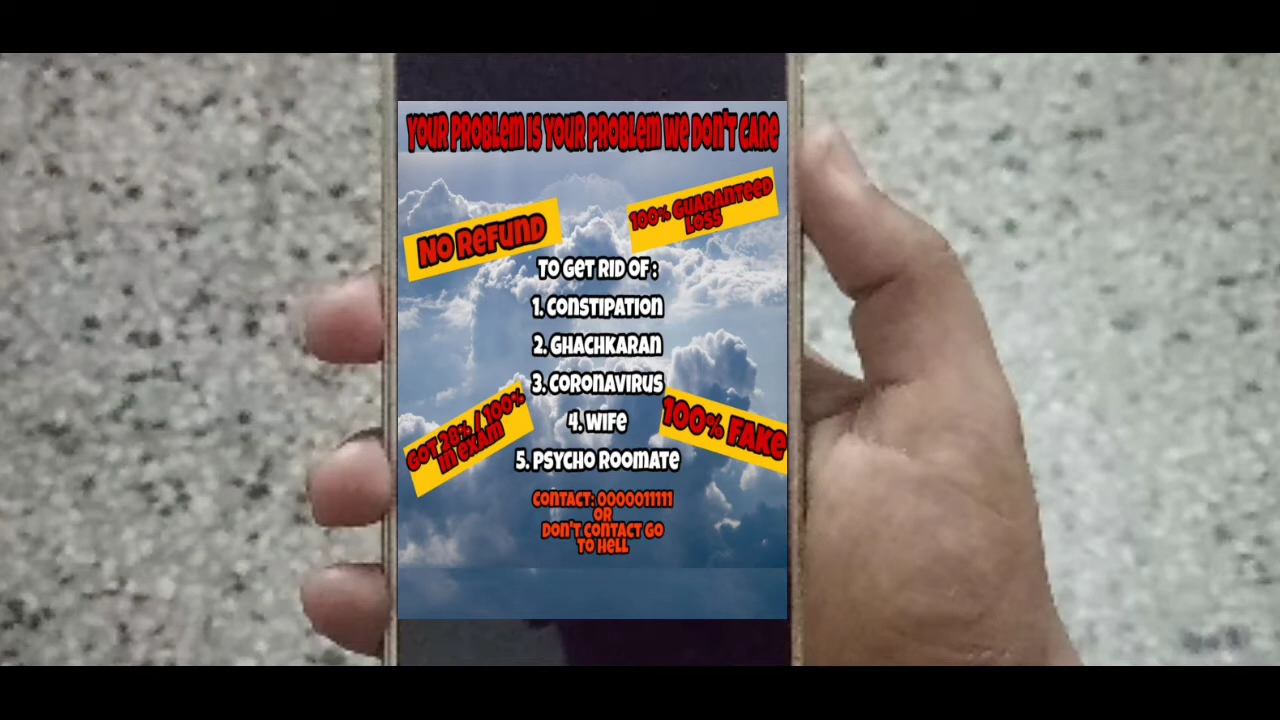 YOUR PROBLEM IS YOUR PROBLEM WE DON'T CARE
NO REFUND
100% GUARANTEED
LOSS
TO GET RID OF :
1. CONSTIPATION
2. GHACHKARAN
3. CORONAVIRUS
4. WIFE
5. PSYCHO ROOMATE
GOT 28% / 100%
IN EXAM
100% FAKE
CONTACT: 0000011111
OR
DON'T CONTACT GO
TO HELL